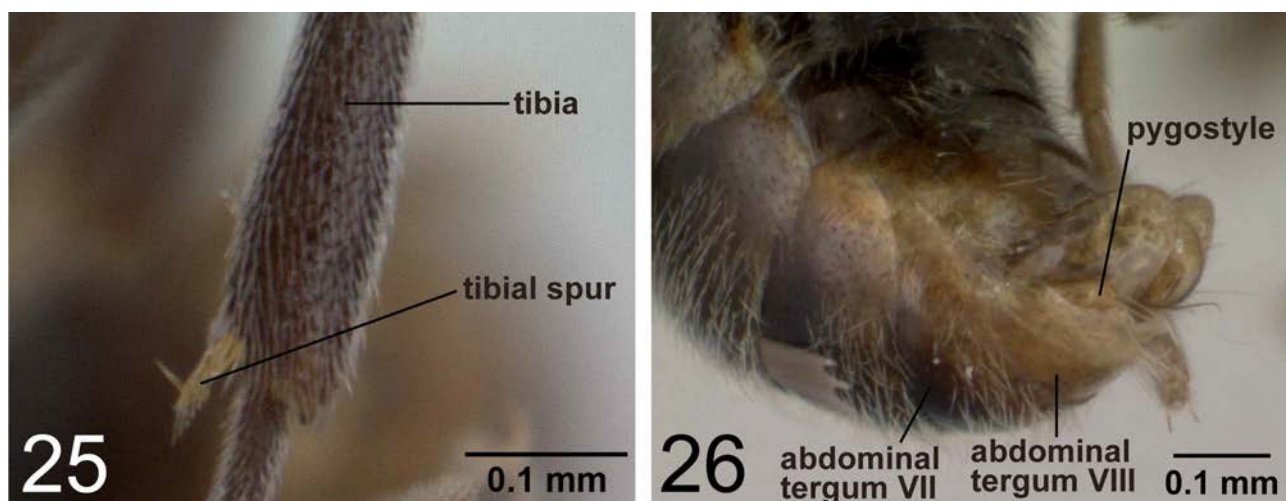 tibia
tibial spur
25
0.1 mm
pygostyle
26
abdominal
tergum VII
abdominal
tergum VIII
0.1 mm